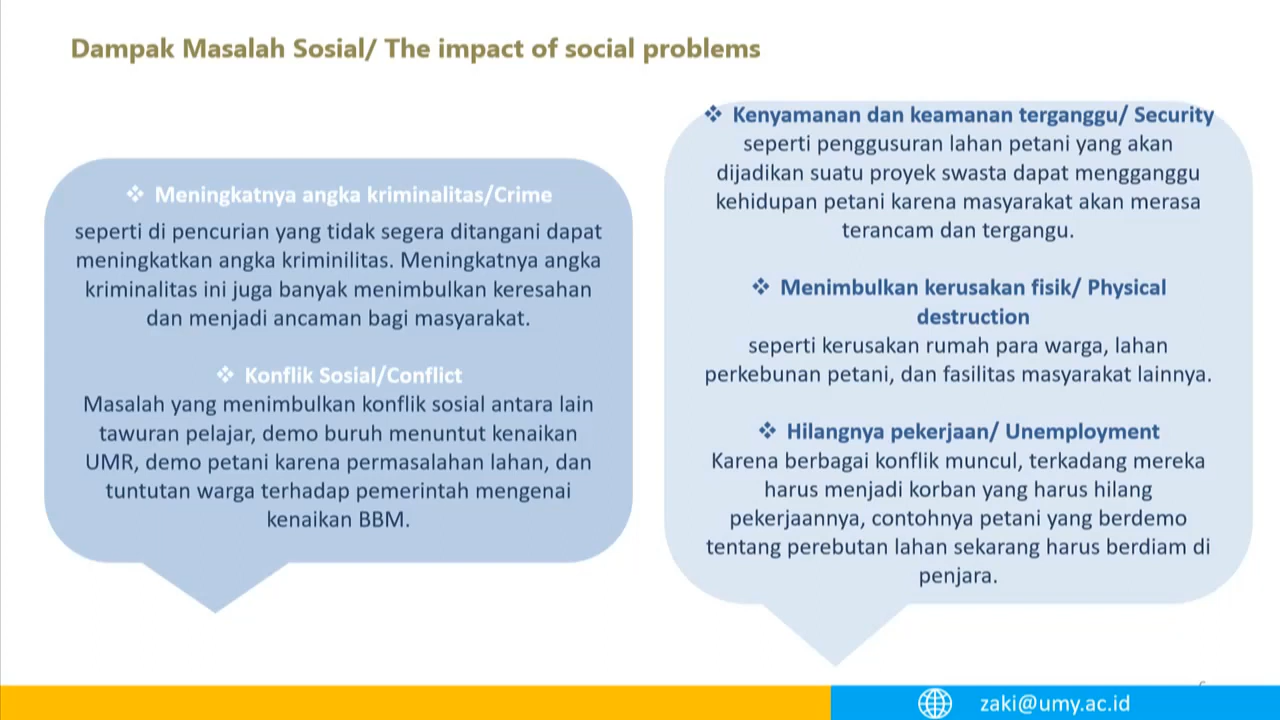 Dampak Masalah Sosial/ The impact of social problems
❖ Meningkatnya angka kriminalitas/Crime
seperti di pencurian yang tidak segera ditangani dapat
meningkatkan angka kriminilitas. Meningkatnya angka
kriminalitas ini juga banyak menimbulkan keresahan
dan menjadi ancaman bagi masyarakat.
❖ Konflik Sosial/Conflict
Masalah yang menimbulkan konflik sosial antara lain
tawuran pelajar, demo buruh menuntut kenaikan
UMR, demo petani karena permasalahan lahan, dan
tuntutan warga terhadap pemerintah mengenai
kenaikan BBM.
❖ Kenyamanan dan keamanan terganggu/ Security
seperti penggusuran lahan petani yang akan
dijadikan suatu proyek swasta dapat mengganggu
kehidupan petani karena masyarakat akan merasa
terancam dan tergangu.
❖ Menimbulkan kerusakan fisik/ Physical
destruction
seperti kerusakan rumah para warga, lahan
perkebunan petani, dan fasilitas masyarakat lainnya.
❖ Hilangnya pekerjaan/ Unemployment
Karena berbagai konflik muncul, terkadang mereka
harus menjadi korban yang harus hilang
pekerjaannya, contohnya petani yang berdemo
tentang perebutan lahan sekarang harus berdiam di
penjara.
zaki@umy.ac.id